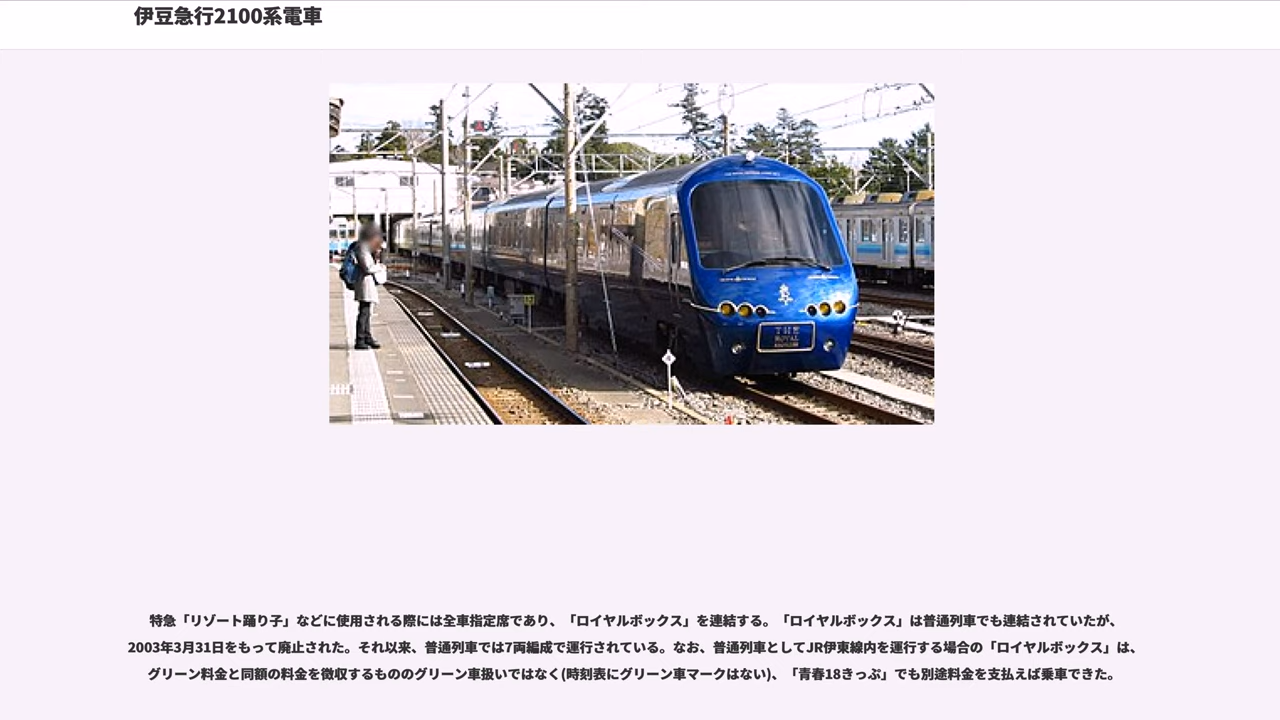 伊豆急行2100系電車
THE
ROYAL
特急「リゾート踊り子」などに使用される際には全車指定席であり、「ロイヤルボックス」を連結する。「ロイヤルボックス」は普通列車でも連結されていたが、
2003年3月31日をもって廃止された。それ以来、普通列車では7両編成で運行されている。なお、普通列車としてJR伊東線内を運行する場合の「ロイヤルボックス」は、
グリーン料金と同額の料金を徴収するもののグリーン車扱いではなく(時刻表にグリーン車マークはない)、「青春18きっぷ」でも別途料金を支払えば乗車できた。